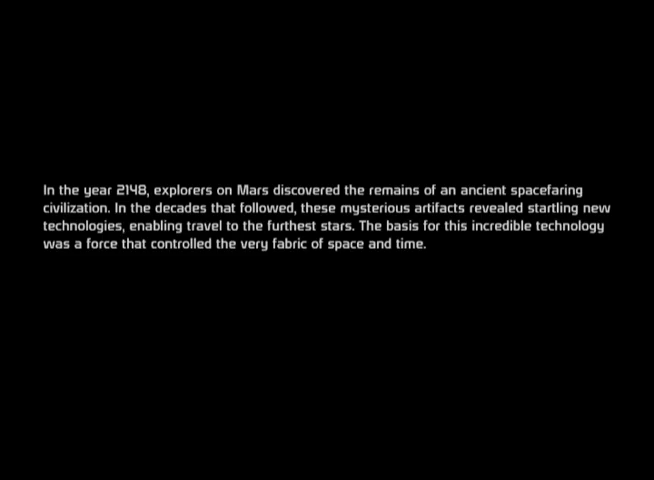 In the year 2148, explorers on Mars discovered the remains of an ancient spacefaring
civilization. In the decades that followed, these mysterious artifacts revealed startling new
technologies, enabling travel to the furthest stars. The basis for this incredible technology
was a force that controlled the very fabric of space and time.